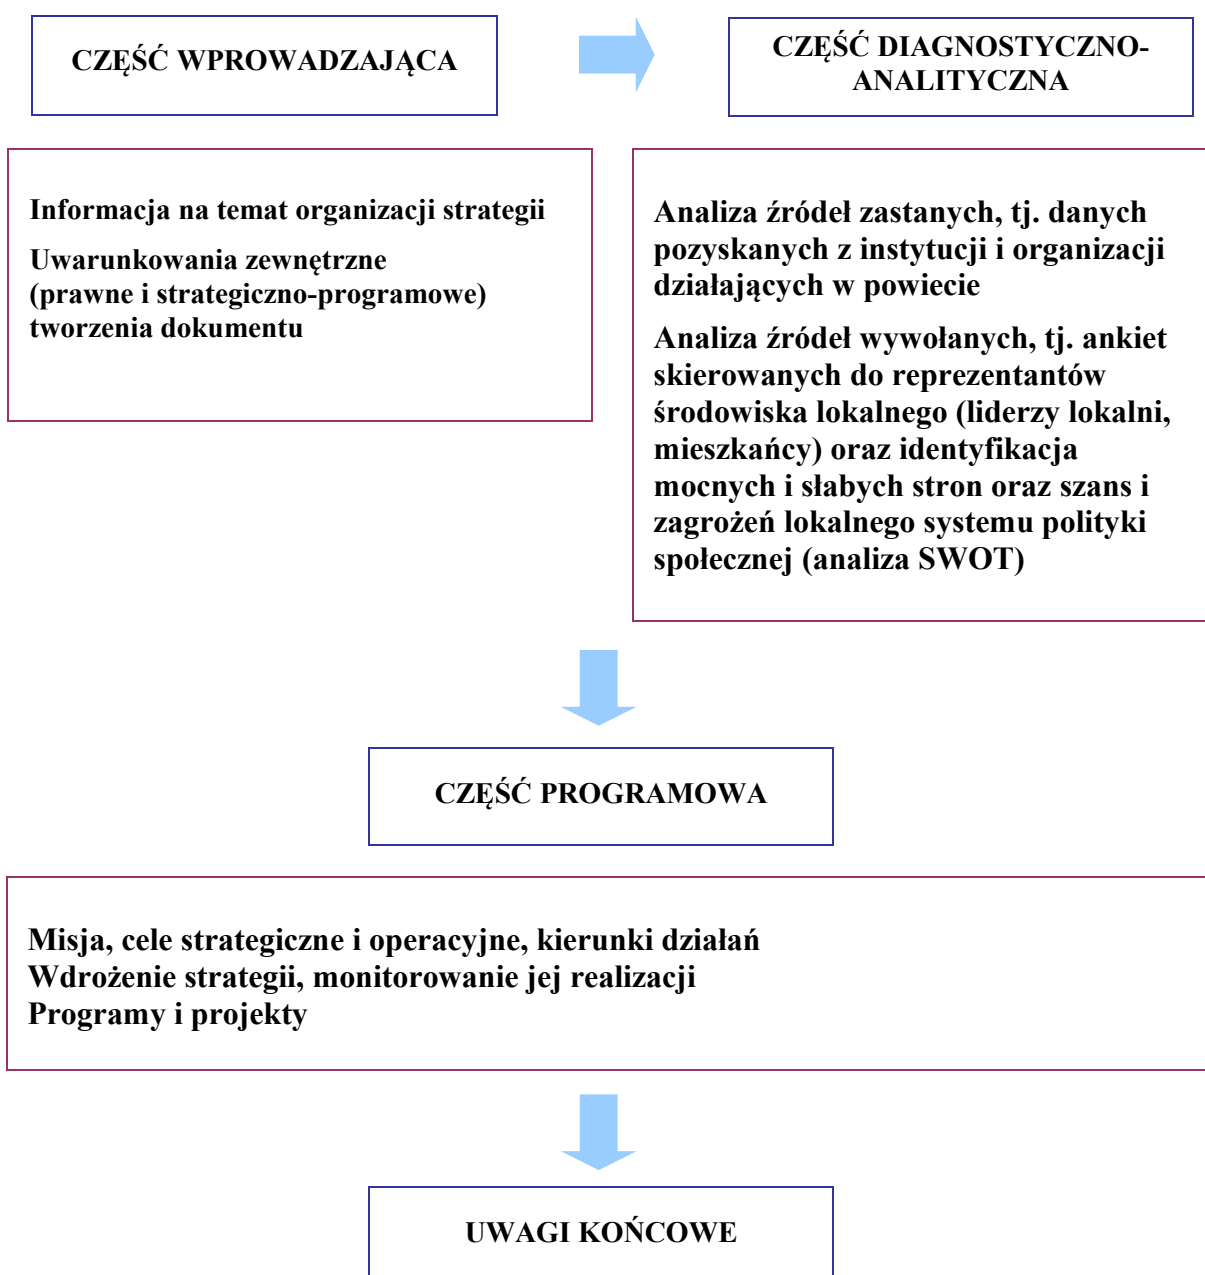 CZĘŚĆ WPROWADZAJĄCA
CZĘŚĆ DIAGNOSTYCZNO-
ANALITYCZNA
Informacja na temat organizacji strategii
Uwarunkowania zewnętrzne
(prawne i strategiczno-programowe)
tworzenia dokumentu
Analiza źródeł zastanych, tj. danych
pozyskanych z instytucji i organizacji
działających w powiecie
Analiza źródeł wywołanych, tj. ankiet
skierowanych do reprezentantów
środowiska lokalnego (liderzy lokalni,
mieszkańcy) oraz identyfikacja
mocnych i słabych stron oraz szans i
zagrożeń lokalnego systemu polityki
społecznej (analiza SWOT)
CZĘŚĆ PROGRAMOWA
Misja, cele strategiczne i operacyjne, kierunki działań
Wdrożenie strategii, monitorowanie jej realizacji
Programy i projekty
UWAGI KOŃCOWE